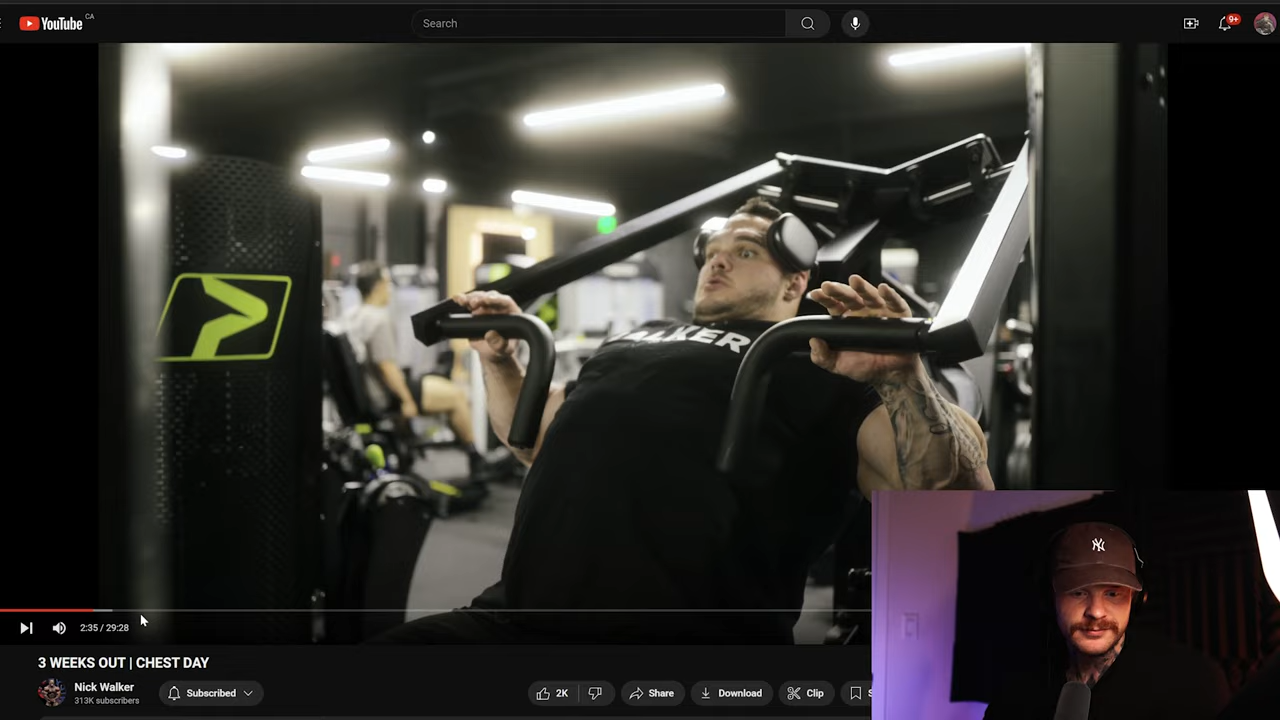 YouTube CA
Search
9+
WALKER
NY
2:35 / 29:28
3 WEEKS OUT | CHEST DAY
Nick Walker
313K subscribers
Subscribed
2K
Share
Download
Clip
S